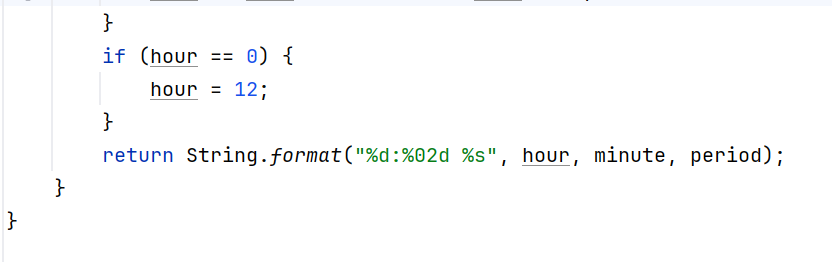 }
if (hour == 0) {
hour = 12;
}
return String.format("%d:%02d %s", hour, minute, period);
}
}